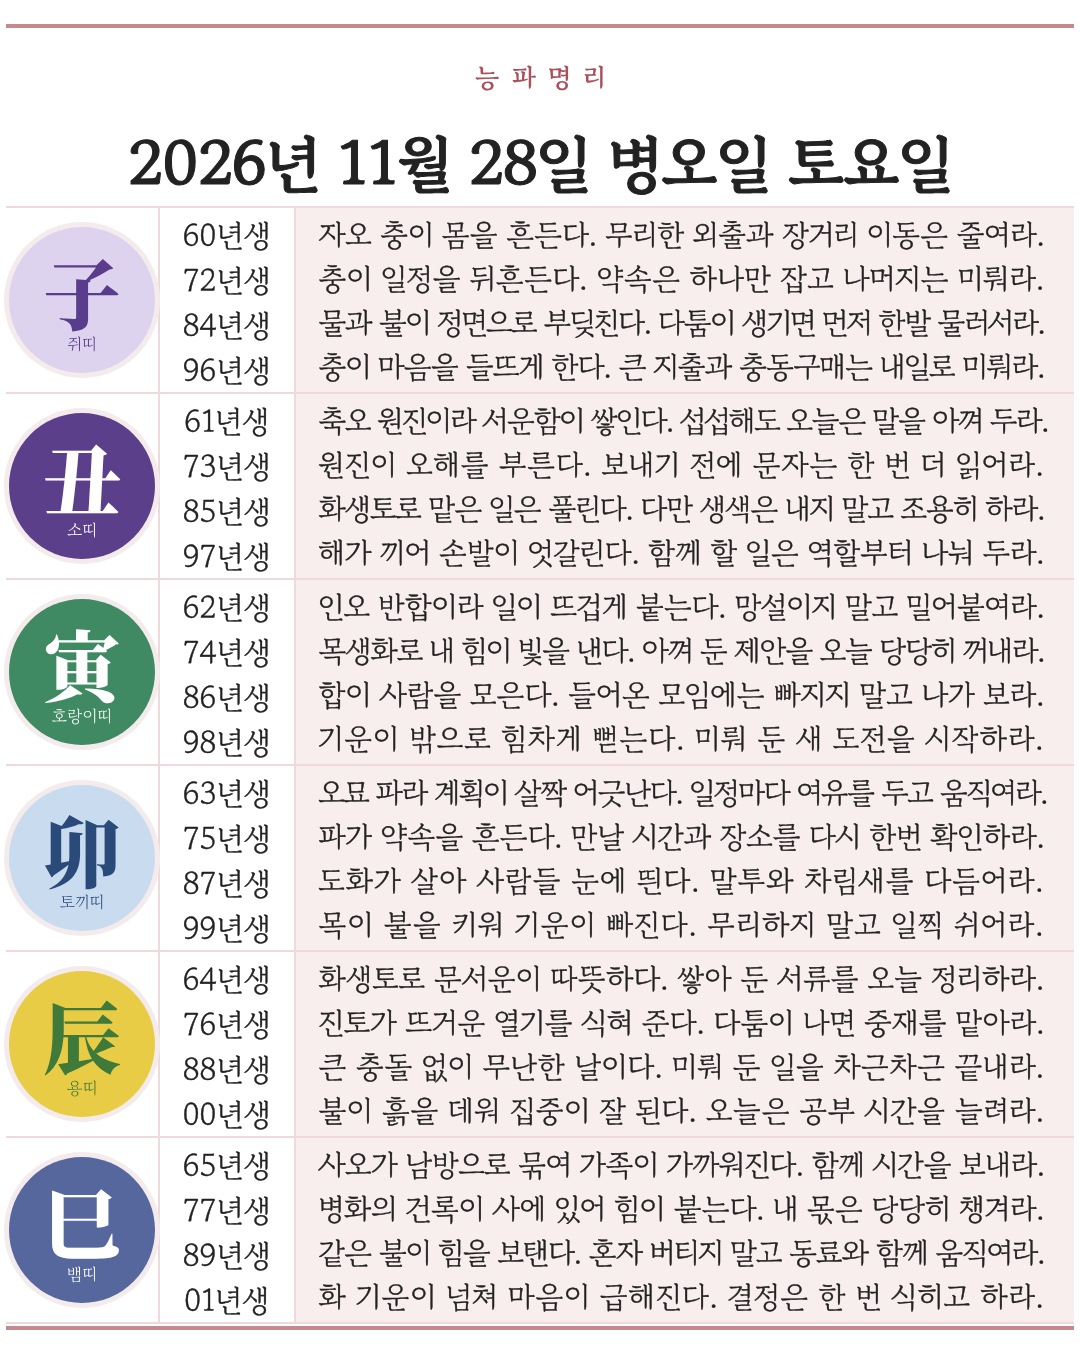 능파명리
2026년 11월 28일 병오일 토요일
子
쥐띠
60년생 자오 충이 몸을 흔든다. 무리한 외출과 장거리 이동은 줄여라.
72년생 충이 일정을 뒤흔든다. 약속은 하나만 잡고 나머지는 미뤄라.
84년생 물과 불이 정면으로 부딪친다. 다툼이 생기면 먼저 한발 물러서라.
96년생 충이 마음을 들뜨게 한다. 큰 지출과 충동구매는 내일로 미뤄라.
丑
소띠
61년생 축오 원진이라 서운함이 쌓인다. 섭섭해도 오늘은 말을 아껴 두라.
73년생 원진이 오해를 부른다. 보내기 전에 문자는 한 번 더 읽어라.
85년생 화생토로 맡은 일은 풀린다. 다만 생색은 내지 말고 조용히 하라.
97년생 해가 끼어 손발이 엇갈린다. 함께 할 일은 역할부터 나눠 두라.
寅
호랑이띠
62년생 인오 반합이라 일이 뜨겁게 붙는다. 망설이지 말고 밀어붙여라.
74년생 목생화로 내 힘이 빛을 낸다. 아껴 둔 제안을 오늘 당당히 꺼내라.
86년생 합이 사람을 모은다. 들어온 모임에는 빠지지 말고 나가 보라.
98년생 기운이 밖으로 힘차게 뻗는다. 미뤄 둔 새 도전을 시작하라.
卯
토끼띠
63년생 오묘 파라 계획이 살짝 어긋난다. 일정마다 여유를 두고 움직여라.
75년생 파가 약속을 흔든다. 만날 시간과 장소를 다시 한번 확인하라.
87년생 도화가 살아 사람들 눈에 띈다. 말투와 차림새를 다듬어라.
99년생 목이 불을 키워 기운이 빠진다. 무리하지 말고 일찍 쉬어라.
辰
용띠
64년생 화생토로 문서운이 따뜻하다. 쌓아 둔 서류를 오늘 정리하라.
76년생 진토가 뜨거운 열기를 식혀 준다. 다툼이 나면 중재를 맡아라.
88년생 큰 충돌 없이 무난한 날이다. 미뤄 둔 일을 차근차근 끝내라.
00년생 불이 흙을 데워 집중이 잘 된다. 오늘은 공부 시간을 늘려라.
巳
뱀띠
65년생 사오가 남방으로 묶여 가족이 가까워진다. 함께 시간을 보내라.
77년생 병화의 건록이 사에 있어 힘이 붙는다. 내 몫은 당당히 챙겨라.
89년생 같은 불이 힘을 보탠다. 혼자 버티지 말고 동료와 함께 움직여라.
01년생 화 기운이 넘쳐 마음이 급해진다. 결정은 한 번 식히고 하라.